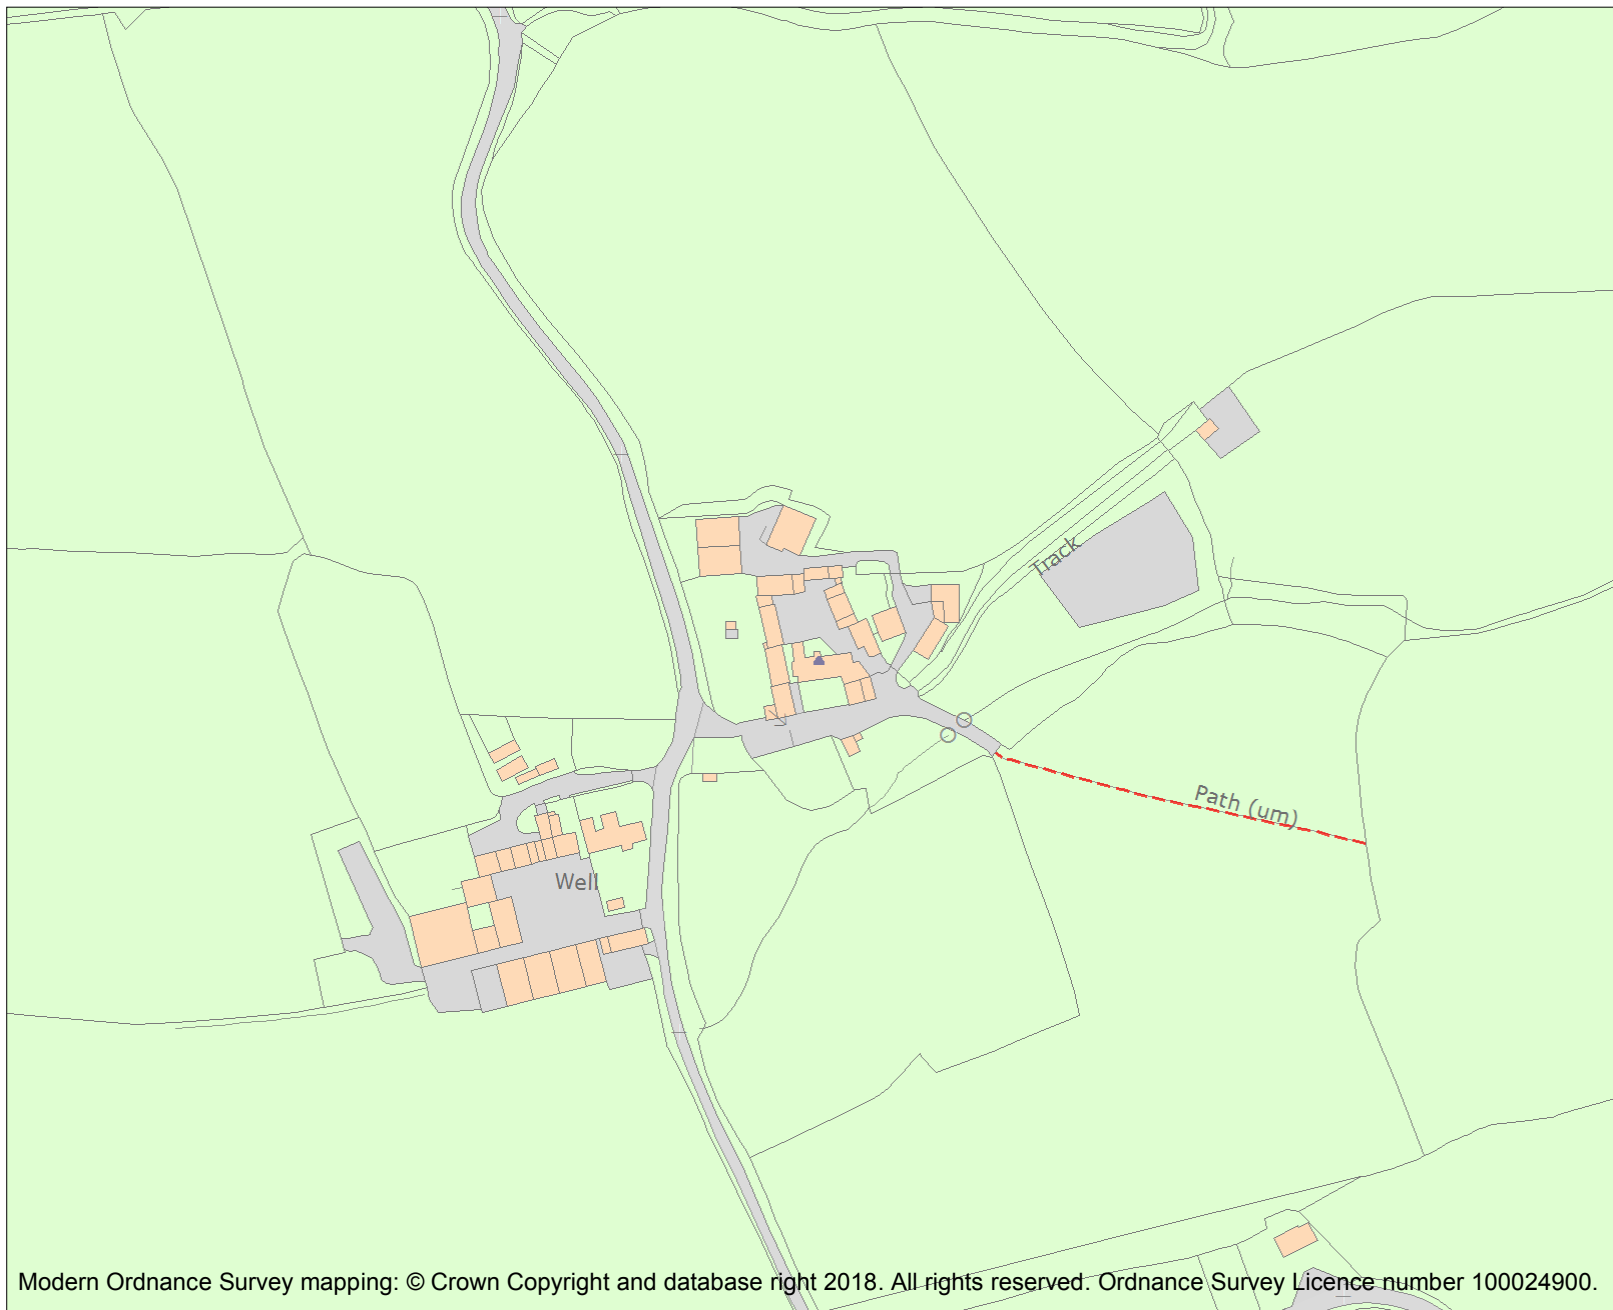 Track
Path (um)
Well
Modern Ordnance Survey mapping: © Crown Copyright and database right 2018. All rights reserved. Ordnance Survey Licence number 100024900.